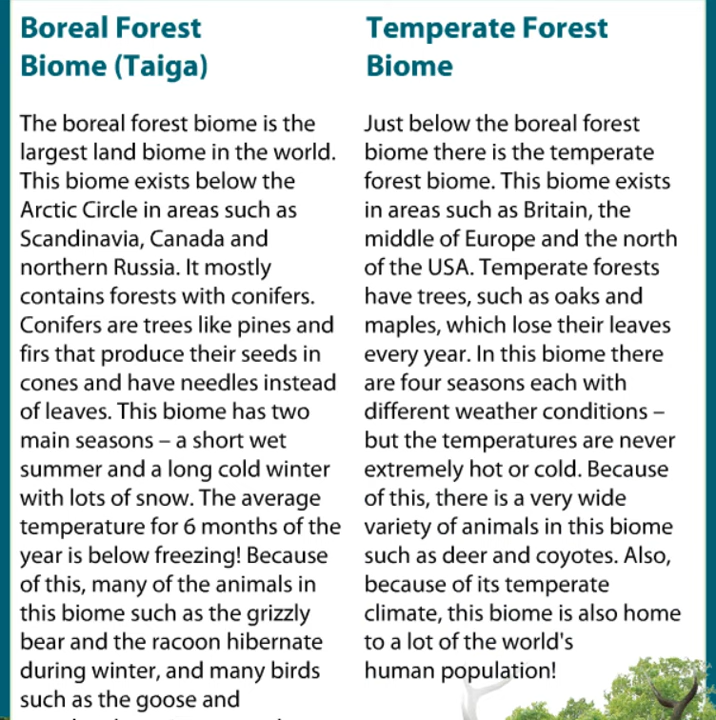 Boreal Forest
Biome (Taiga)
The boreal forest biome is the
largest land biome in the world.
This biome exists below the
Arctic Circle in areas such as
Scandinavia, Canada and
northern Russia. It mostly
contains forests with conifers.
Conifers are trees like pines and
firs that produce their seeds in
cones and have needles instead
of leaves. This biome has two
main seasons – a short wet
summer and a long cold winter
with lots of snow. The average
temperature for 6 months of the
year is below freezing! Because
of this, many of the animals in
this biome such as the grizzly
bear and the racoon hibernate
during winter, and many birds
such as the goose and
Temperate Forest
Biome
Just below the boreal forest
biome there is the temperate
forest biome. This biome exists
in areas such as Britain, the
middle of Europe and the north
of the USA. Temperate forests
have trees, such as oaks and
maples, which lose their leaves
every year. In this biome there
are four seasons each with
different weather conditions –
but the temperatures are never
extremely hot or cold. Because
of this, there is a very wide
variety of animals in this biome
such as deer and coyotes. Also,
because of its temperate
climate, this biome is also home
to a lot of the world's
human population!